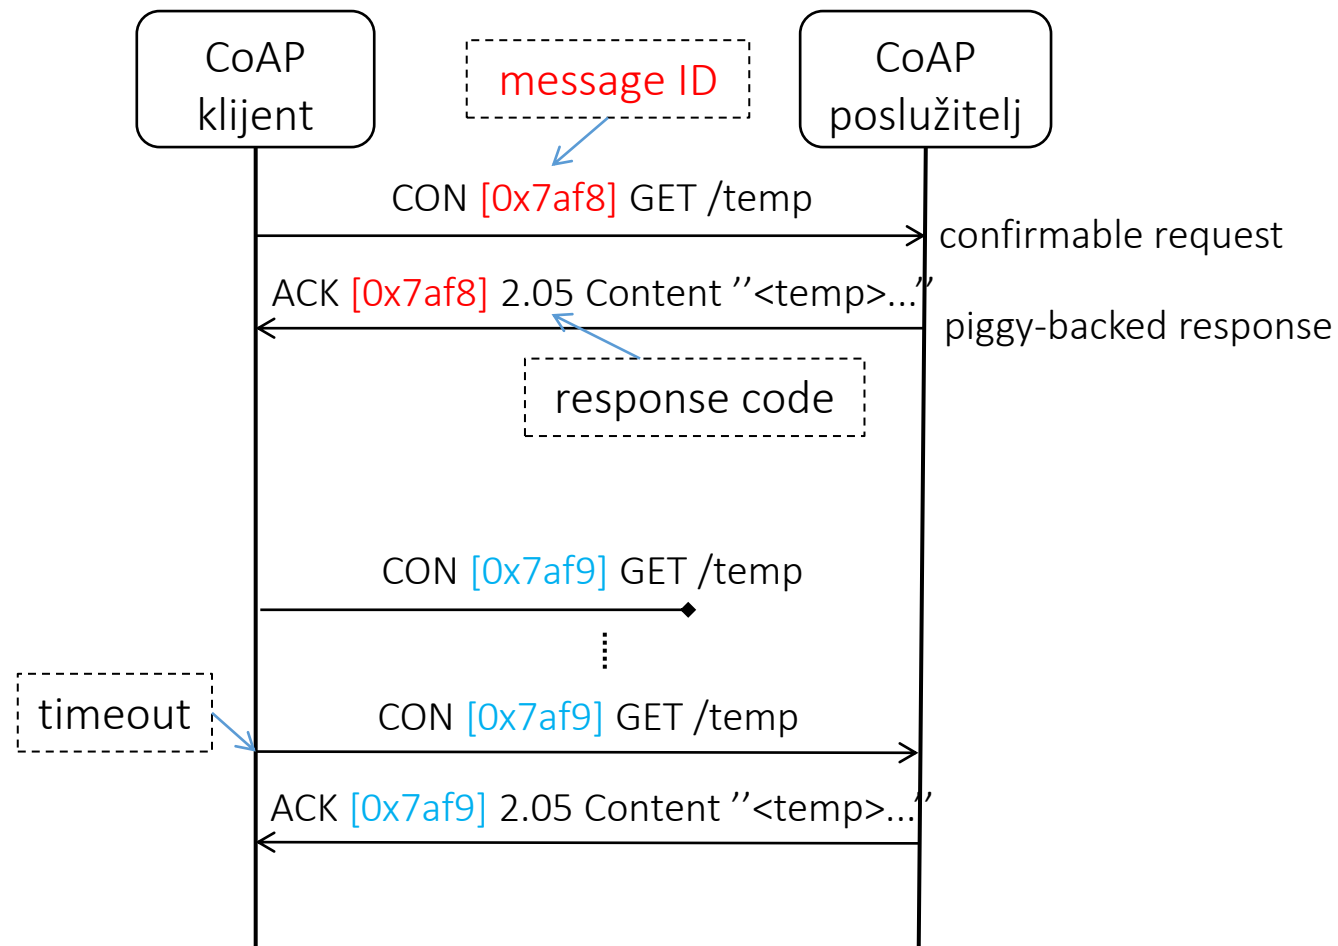 CoAP
klijent
message ID
CoAP
poslužitelj
CON [0x7af8] GET /temp
confirmable request
ACK [0x7af8] 2.05 Content ’’<temp>...’’
piggy-backed response
response code
CON [0x7af9] GET /temp
timeout
CON [0x7af9] GET /temp
ACK [0x7af9] 2.05 Content ’’<temp>...’’